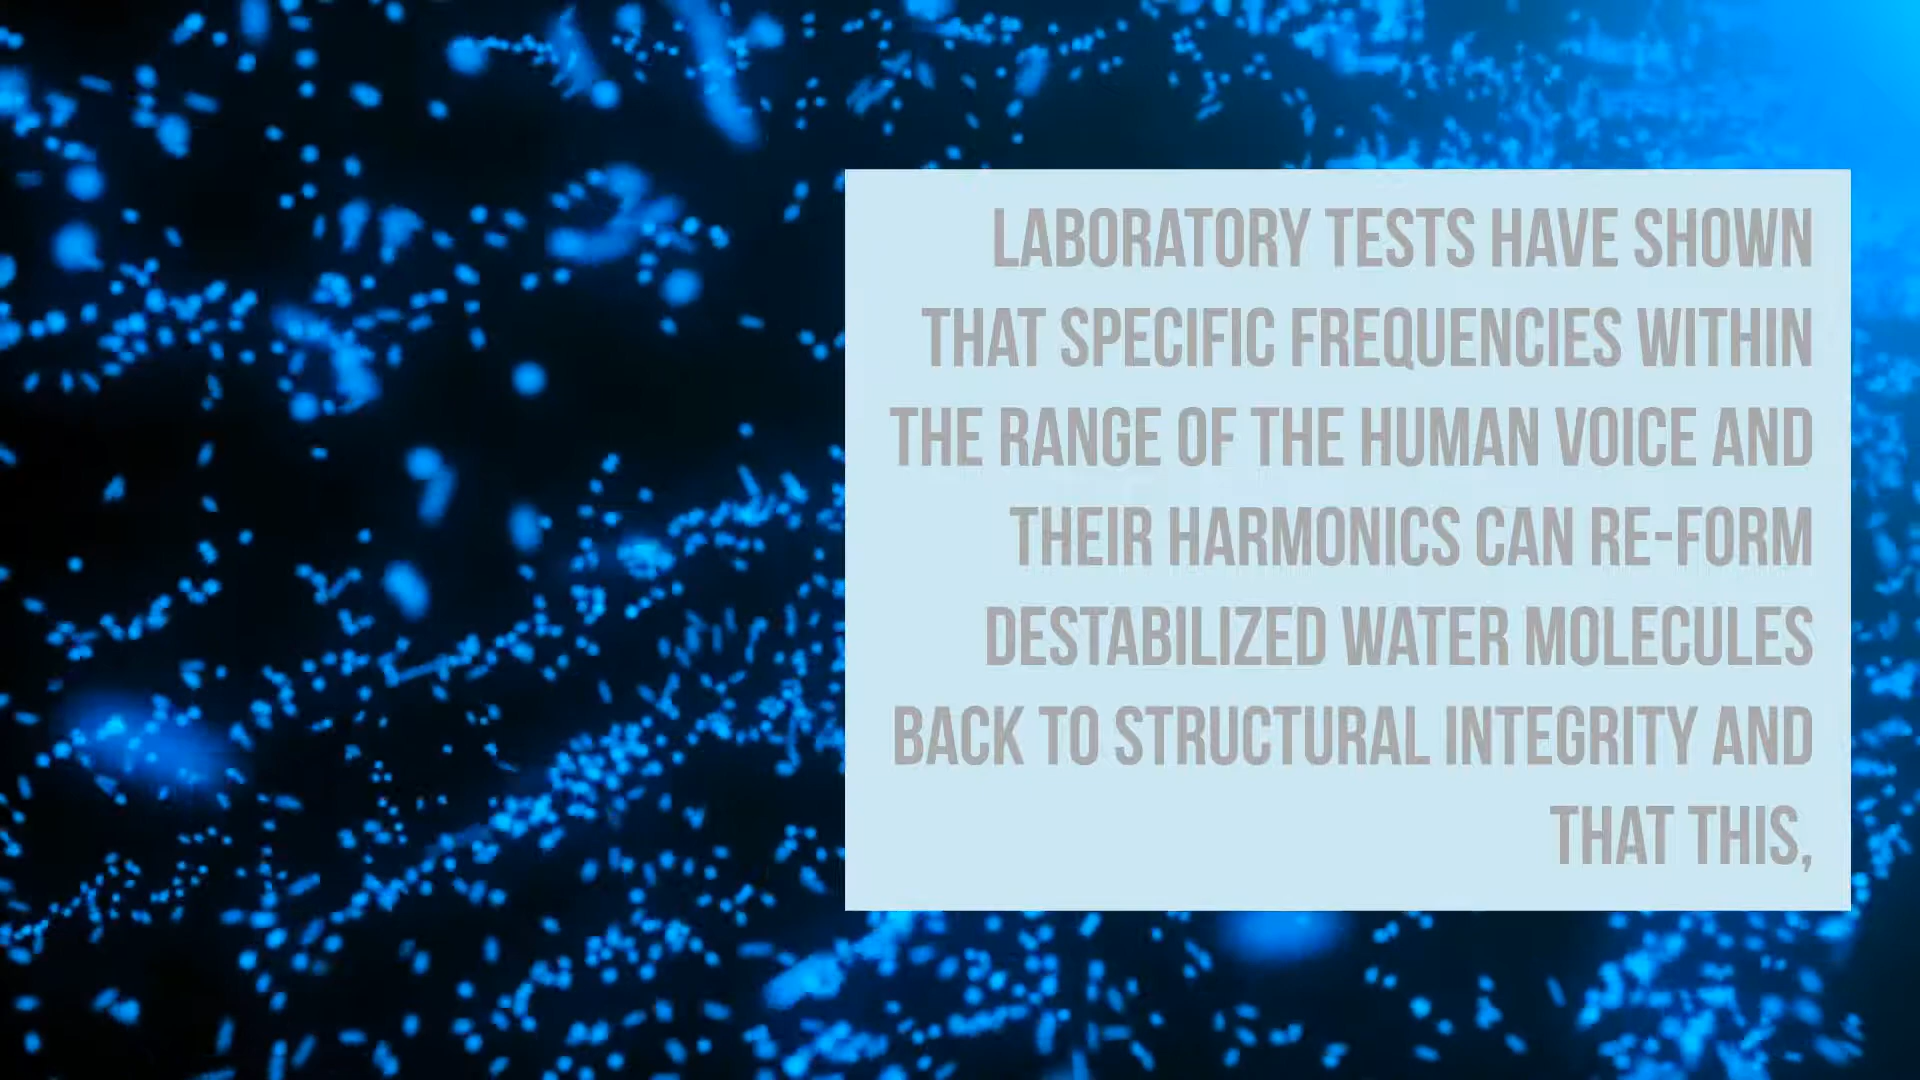 LABORATORY TESTS HAVE SHOWN
THAT SPECIFIC FREQUENCIES WITHIN
THE RANGE OF THE HUMAN VOICE AND
THEIR HARMONICS CAN RE-FORM
DESTABILIZED WATER MOLECULES
BACK TO STRUCTURAL INTEGRITY AND
THAT THIS,